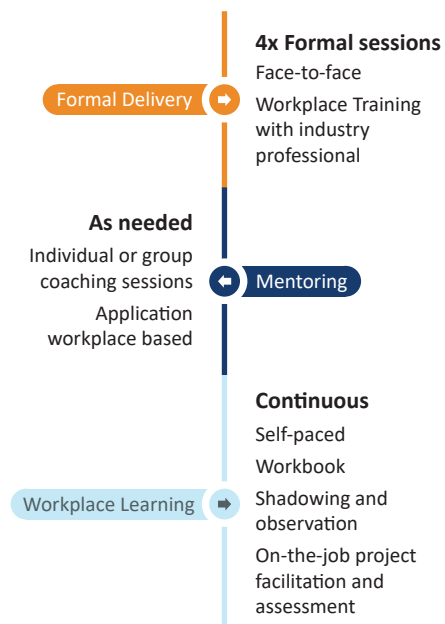 Formal Delivery
4x Formal sessions
Face-to-face
Workplace Training
with industry
professional
As needed
Individual or group
coaching sessions
Application
workplace based
Mentoring
Workplace Learning
Continuous
Self-paced
Workbook
Shadowing and
observation
On-the-job project
facilitation and
assessment